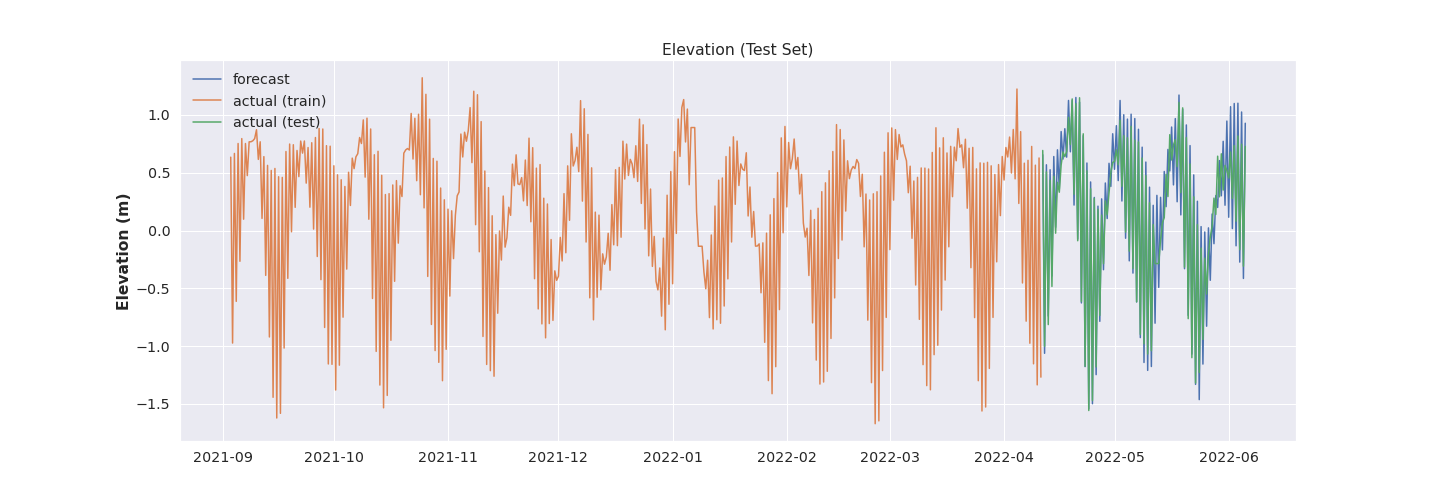 Elevation (Test Set)
forecast
actual (train)
actual (test)
Elevation (m)
1.0
0.5
0.0
−0.5
−1.0
−1.5
2021-09 2021-10 2021-11 2021-12 2022-01 2022-02 2022-03 2022-04 2022-05 2022-06